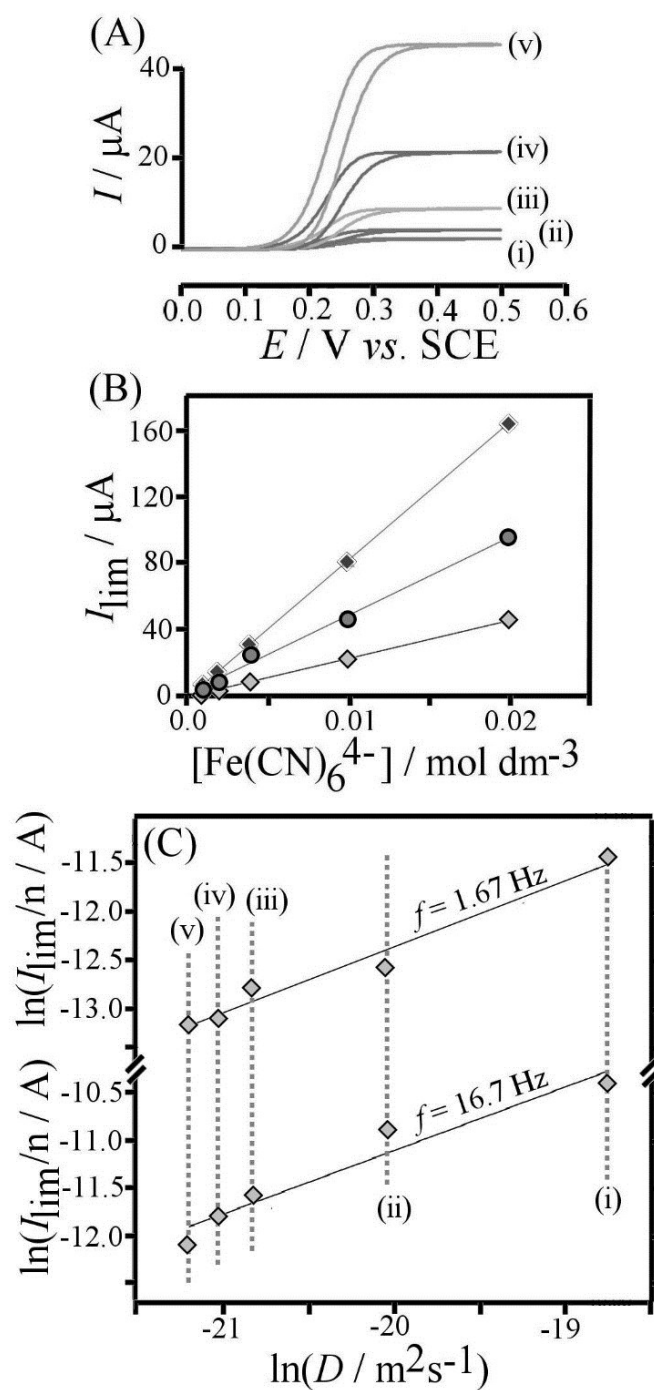 (A)
(v)
(iv)
(iii)
(ii)
(i)
40
20
0
I / μA
0.0 0.1 0.2 0.3 0.4 0.5 0.6
E / V vs. SCE
(B)
160
120
80
40
0
I_lim / μA
0.0 0.01 0.02
[Fe(CN)₆⁴⁻] / mol dm⁻³
(C)
-11.5
-12.0
-12.5
-13.0
ln(I_lim/n / A)
(v)
(iv)
(iii)
f = 1.67 Hz
-10.5
-11.0
-11.5
-12.0
ln(I_lim/n / A)
f = 16.7 Hz
(ii)
(i)
-21 -20 -19
ln(D / m²s⁻¹)